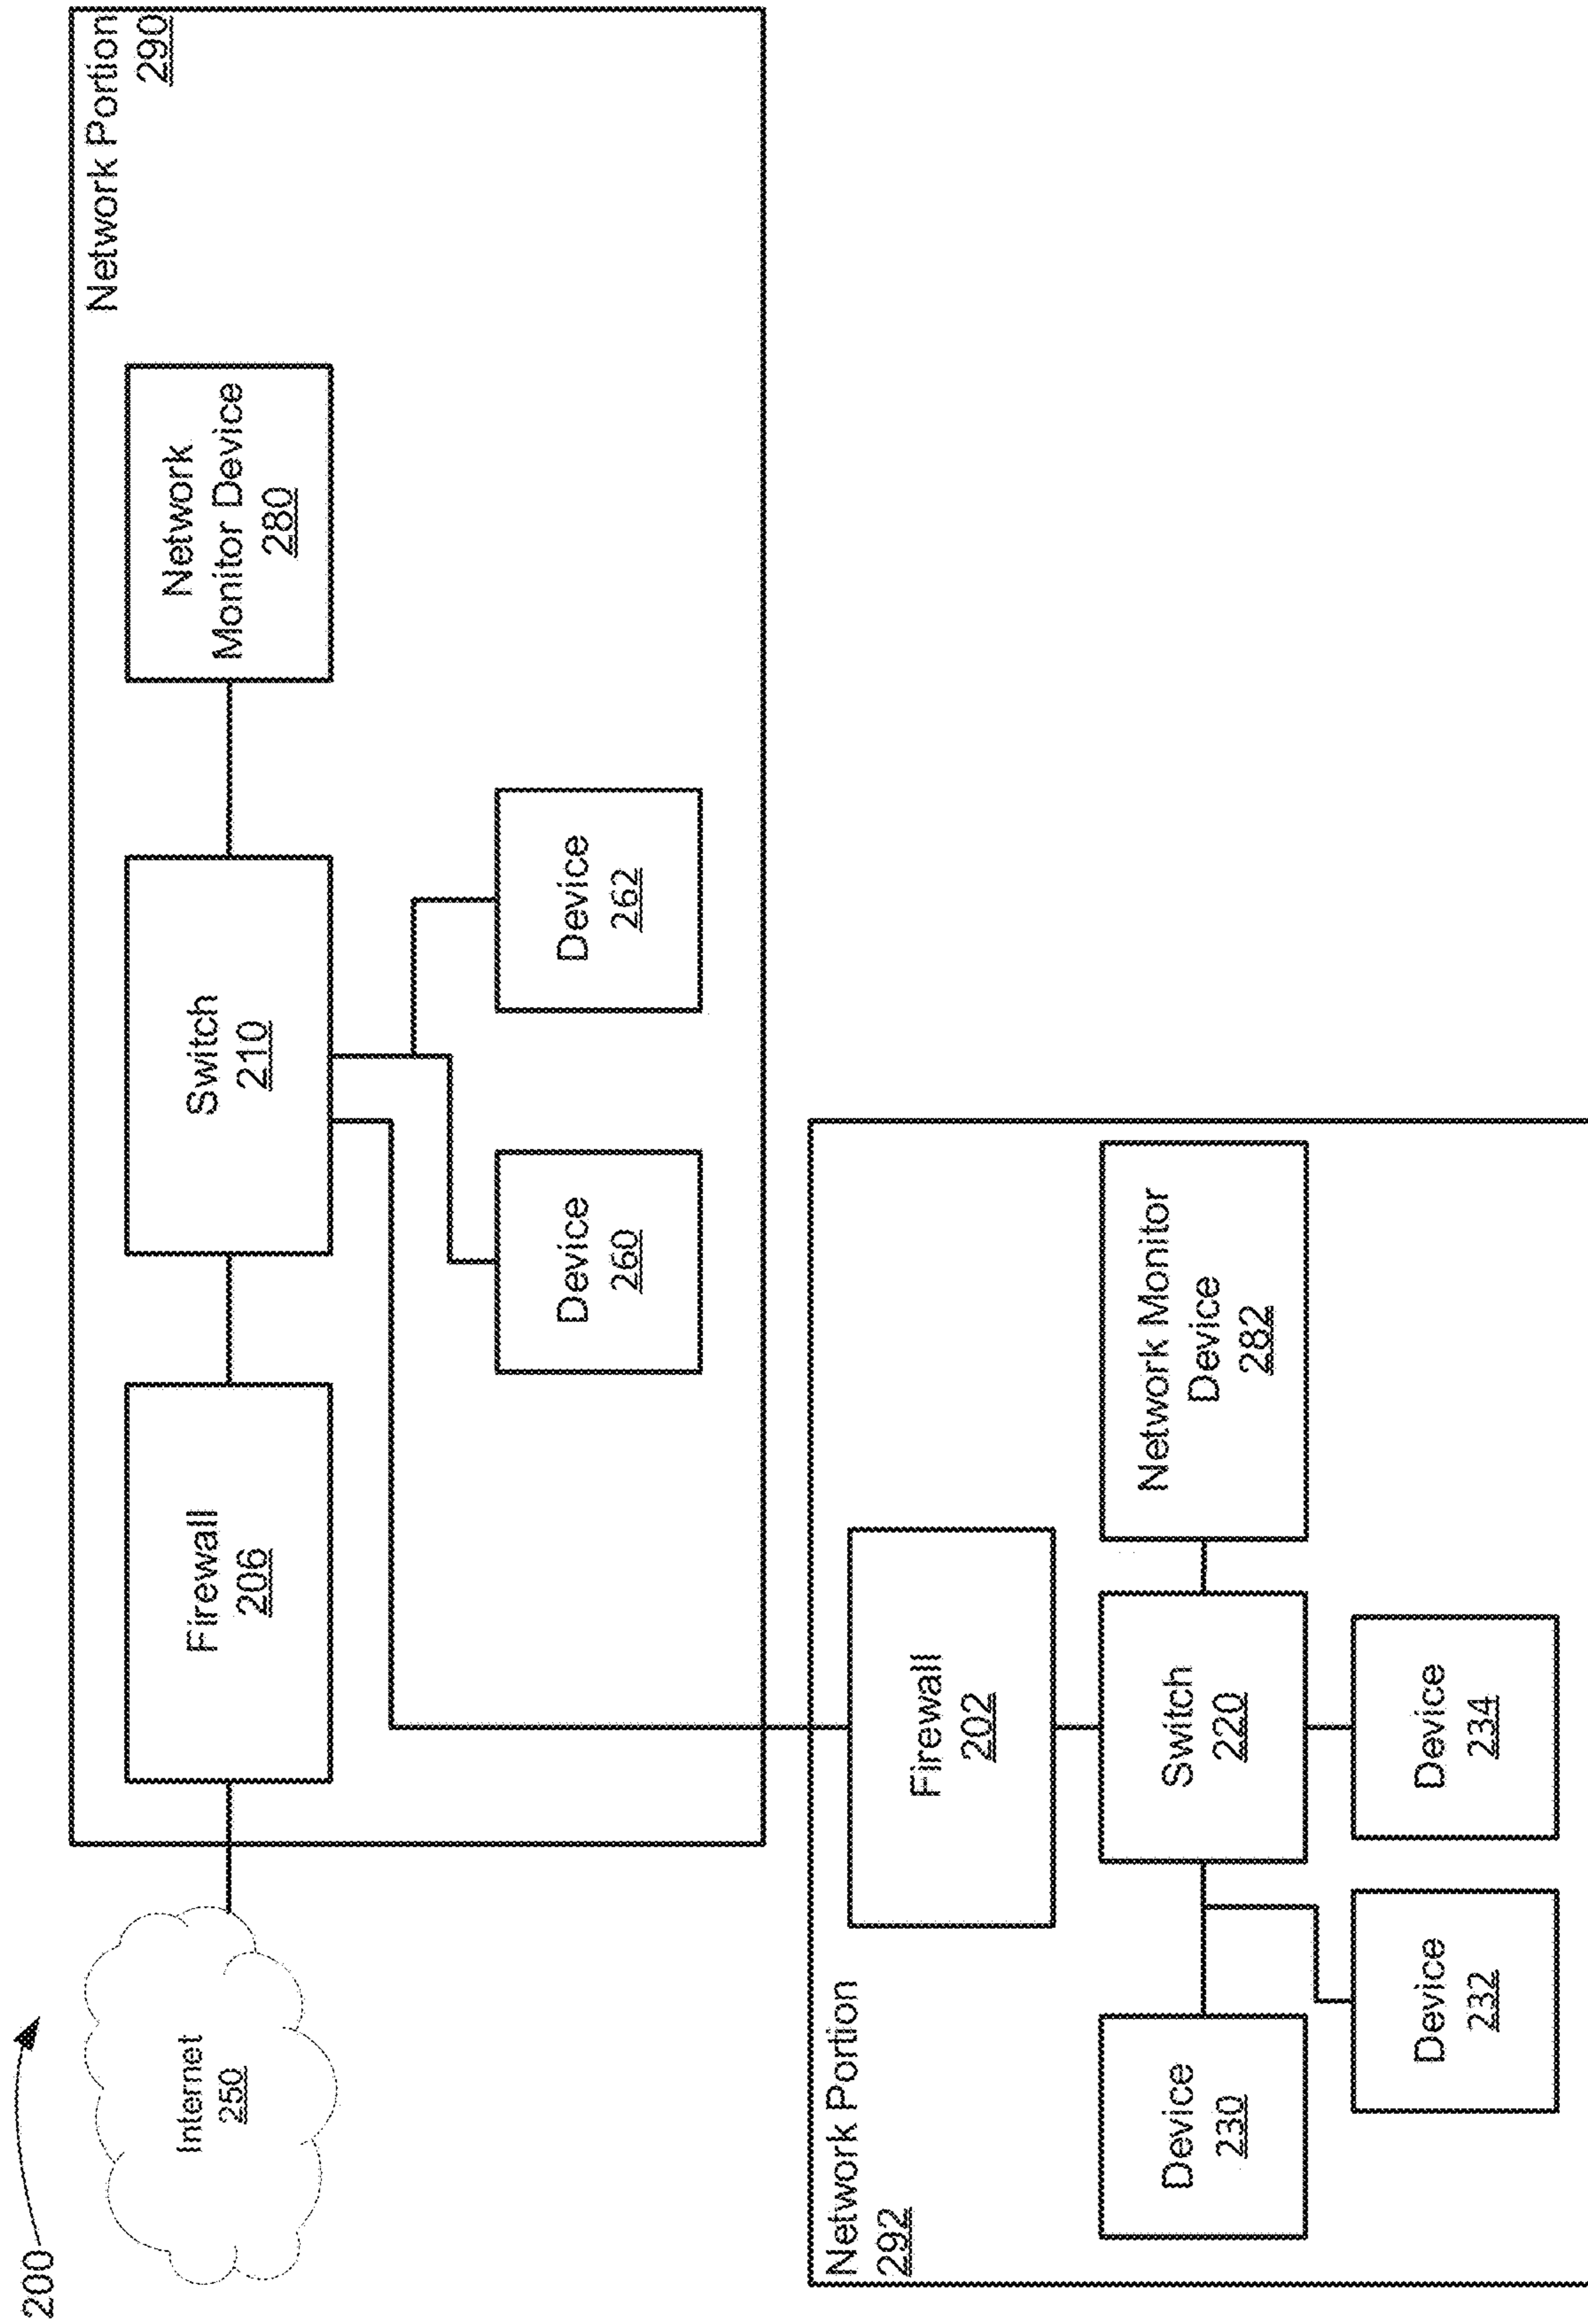 200
Internet
250
Firewall
206
Switch
210
Network
Monitor Device
280
Network Portion
290
Device
260
Device
262
Network Portion
292
Firewall
202
Device
230
Switch
220
Network Monitor
Device
282
Device
232
Device
234